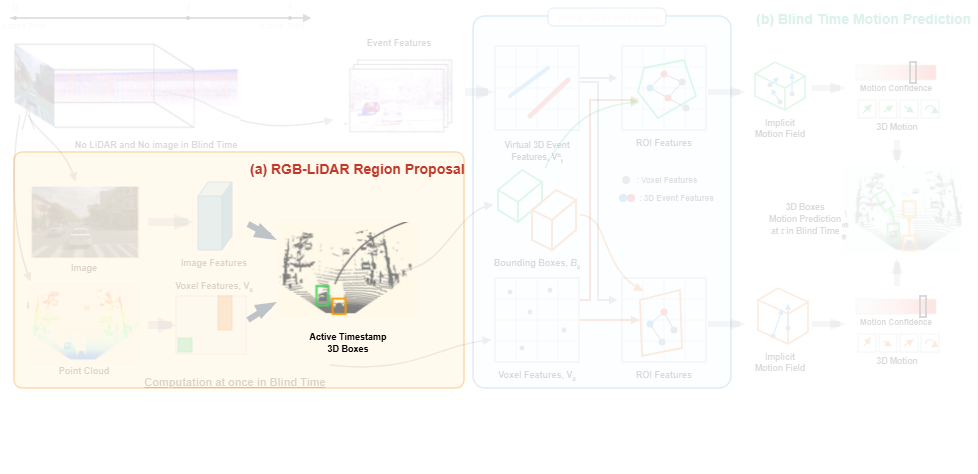 (b) Blind Time Motion Prediction
Event Features
No LiDAR and No image in Blind Time
(a) RGB-LiDAR Region Proposal
Image
Image Features
Voxel Features, V
Point Cloud
Active Timestamp
3D Boxes
Computation at once in Blind Time
Virtual 3D Event
Features, V
ROI Features
: Voxel Features
: 3D Event Features
Bounding Boxes, B
Voxel Features, V
ROI Features
Implicit
Motion Field
Motion Confidence
3D Motion
3D Boxes
Motion Prediction
at t in Blind Time
Implicit
Motion Field
Motion Confidence
3D Motion